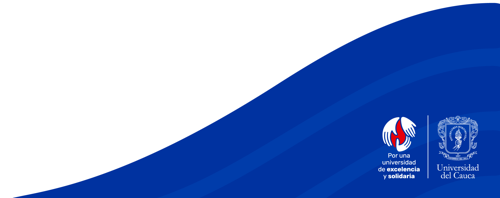 Por una
universidad
de excelencia
y solidaria
Universidad
del Cauca